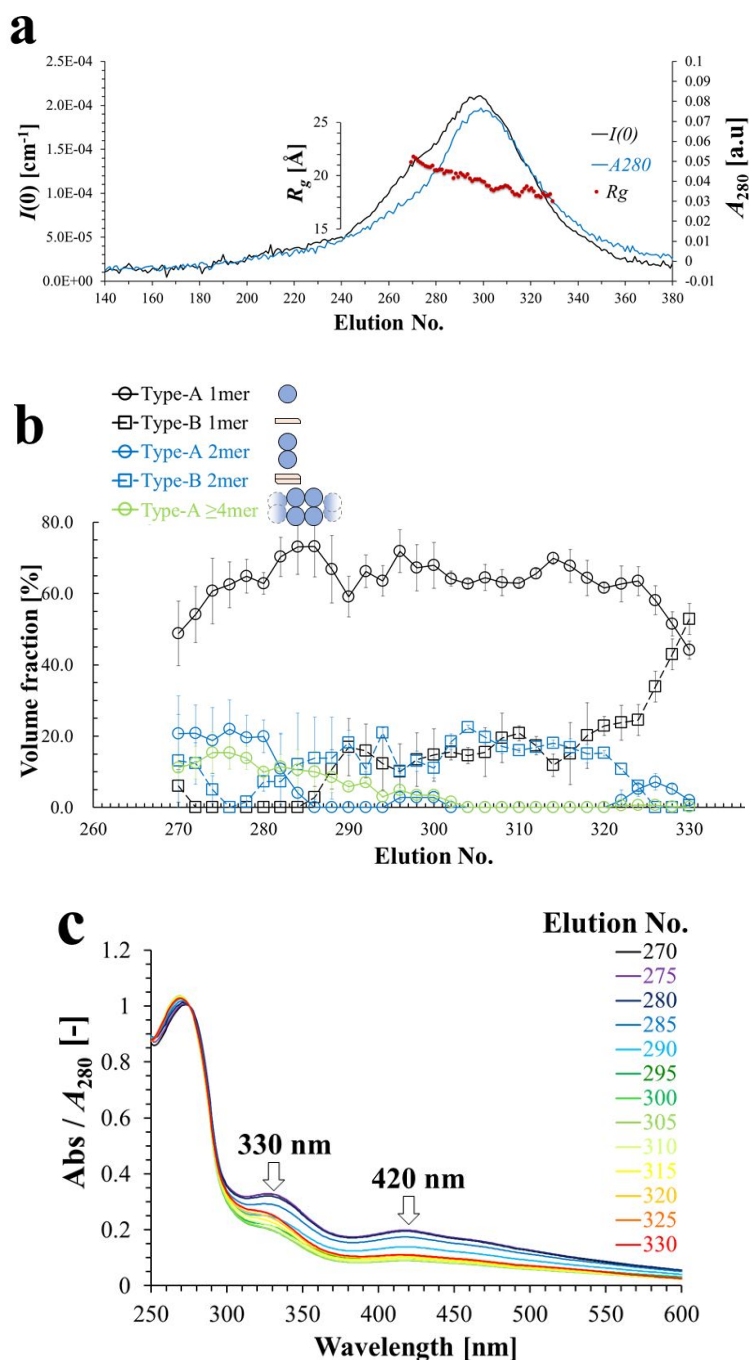 a
2.5E-04
2.0E-04
1.5E-04
1.0E-04
5.0E-05
0.0E+00
I(0) [cm⁻¹]
25
20
15
Rg [Å]
I(0)
A280
Rg
0.1
0.09
0.08
0.07
0.06
0.05
0.04
0.03
0.02
0.01
0
-0.01
A280 [a.u]
140 160 180 200 220 240 260 280 300 320 340 360 380
Elution No.
b
Type-A 1mer
Type-B 1mer
Type-A 2mer
Type-B 2mer
Type-A ≥4mer
80.0
60.0
40.0
20.0
0.0
Volume fraction [%]
260 270 280 290 300 310 320 330
Elution No.
c
Elution No.
270
275
280
285
290
295
300
305
310
315
320
325
330
1.2
1
0.8
0.6
0.4
0.2
0
Abs / A280 [-]
330 nm
420 nm
250 300 350 400 450 500 550 600
Wavelength [nm]